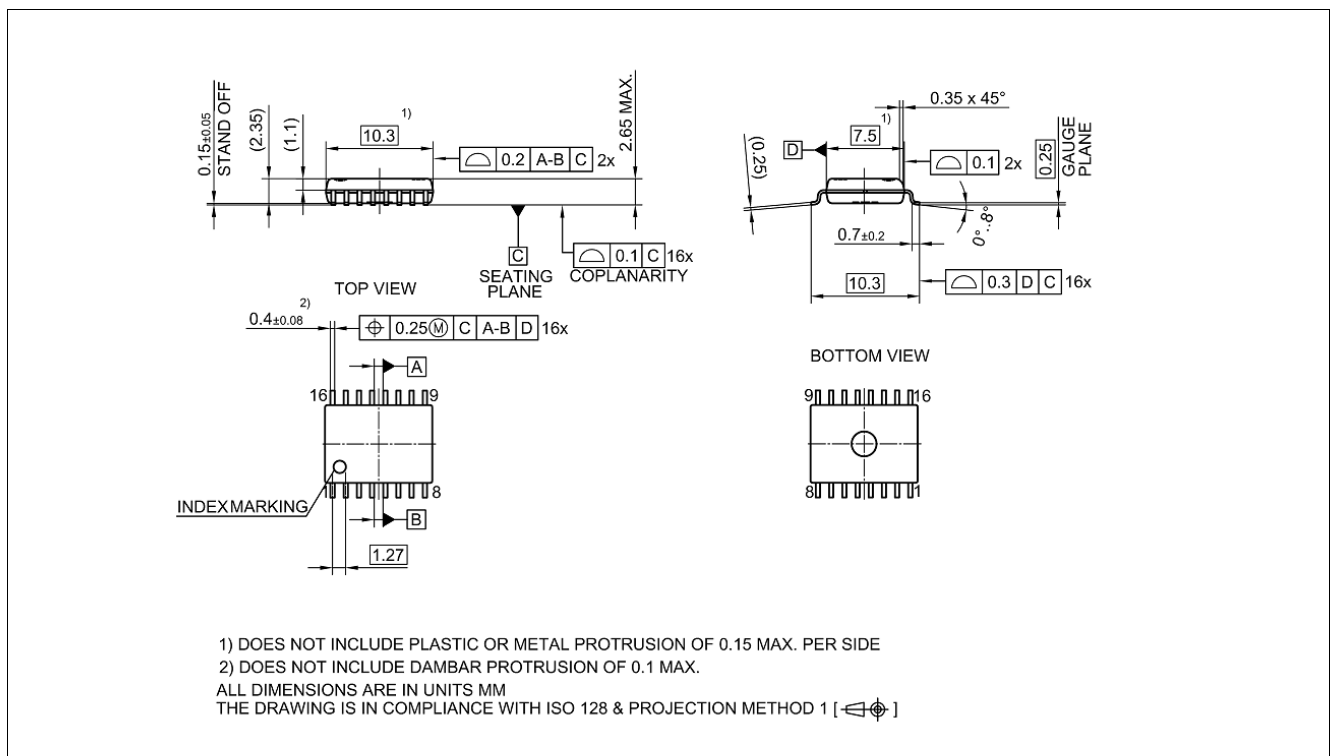 0.15±0.05
STAND OFF
(2.35)
(1.1)
1)
10.3
0.2 A-B C 2x
2.65 MAX.
C
SEATING
PLANE
0.1 C 16x
COPLANARITY
(0.25)
D
7.5
1)
0.35 x 45°
0.1 2x
0.25
GAUGE
PLANE
0°..8°
0.7±0.2
10.3
0.3 D C 16x
TOP VIEW
2)
0.4±0.08
0.25Ⓜ C A-B D 16x
A
16 9
1 8
INDEX MARKING
B
1.27
BOTTOM VIEW
9 16
8 1
1) DOES NOT INCLUDE PLASTIC OR METAL PROTRUSION OF 0.15 MAX. PER SIDE
2) DOES NOT INCLUDE DAMBAR PROTRUSION OF 0.1 MAX.
ALL DIMENSIONS ARE IN UNITS MM
THE DRAWING IS IN COMPLIANCE WITH ISO 128 & PROJECTION METHOD 1 [ ]